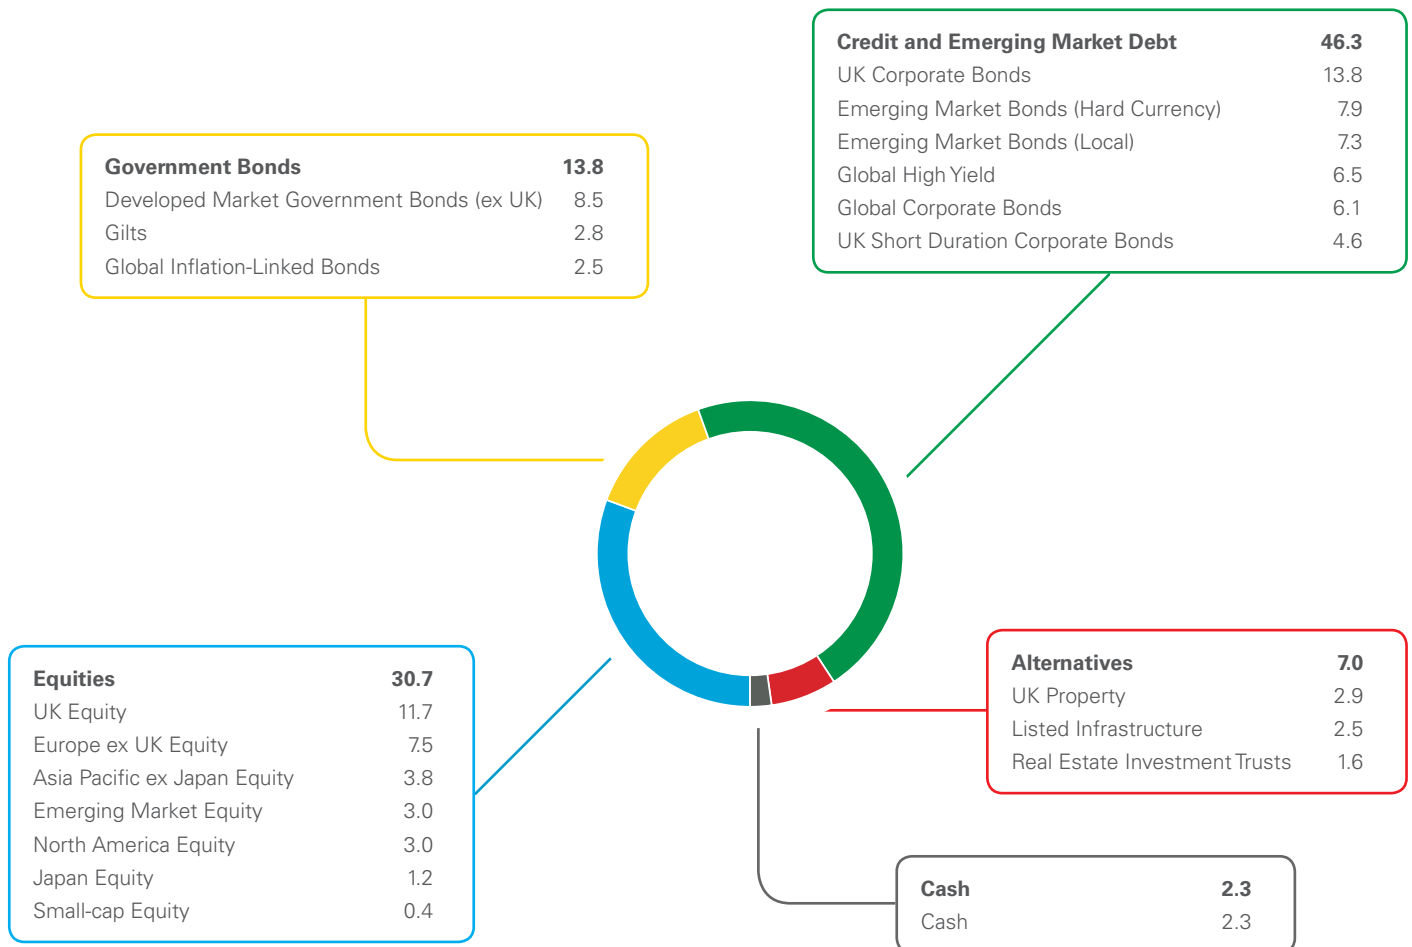 Credit and Emerging Market Debt 46.3
UK Corporate Bonds 13.8
Emerging Market Bonds (Hard Currency) 7.9
Emerging Market Bonds (Local) 7.3
Global High Yield 6.5
Global Corporate Bonds 6.1
UK Short Duration Corporate Bonds 4.6
Government Bonds 13.8
Developed Market Government Bonds (ex UK) 8.5
Gilts 2.8
Global Inflation-Linked Bonds 2.5
Equities 30.7
UK Equity 11.7
Europe ex UK Equity 7.5
Asia Pacific ex Japan Equity 3.8
Emerging Market Equity 3.0
North America Equity 3.0
Japan Equity 1.2
Small-cap Equity 0.4
Alternatives 7.0
UK Property 2.9
Listed Infrastructure 2.5
Real Estate Investment Trusts 1.6
Cash 2.3
Cash 2.3